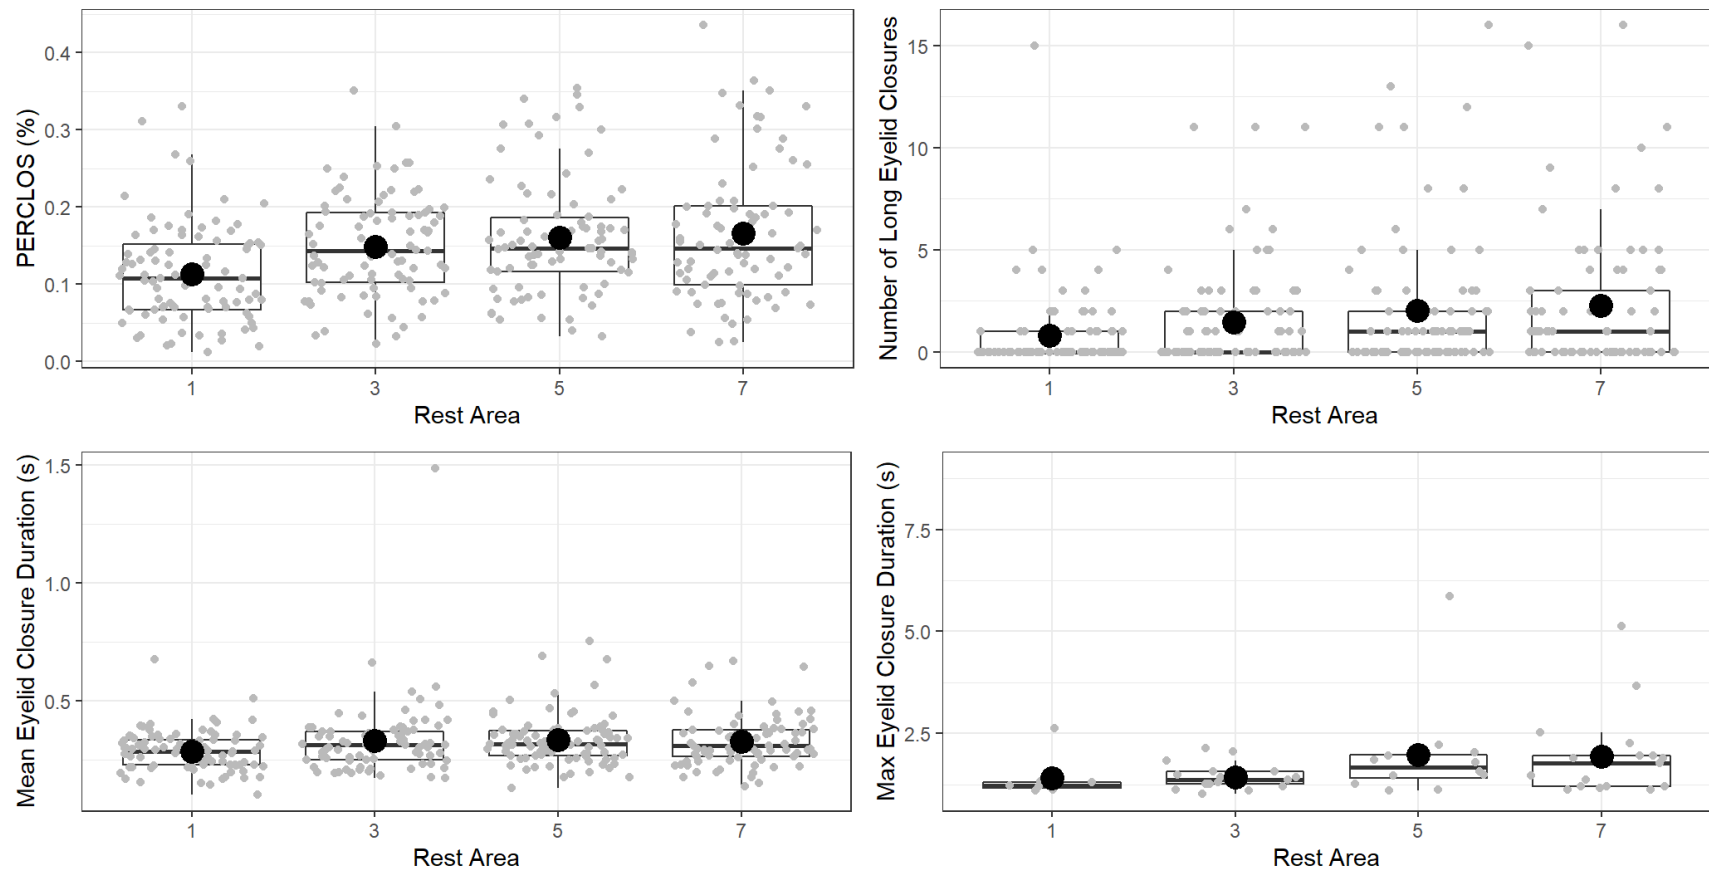 PERCLOS (%)
0.4
0.3
0.2
0.1
0.0
1 3 5 7
Rest Area
Number of Long Eyelid Closures
15
10
5
0
1 3 5 7
Rest Area
Mean Eyelid Closure Duration (s)
1.5
1.0
0.5
1 3 5 7
Rest Area
Max Eyelid Closure Duration (s)
7.5
5.0
2.5
1 3 5 7
Rest Area